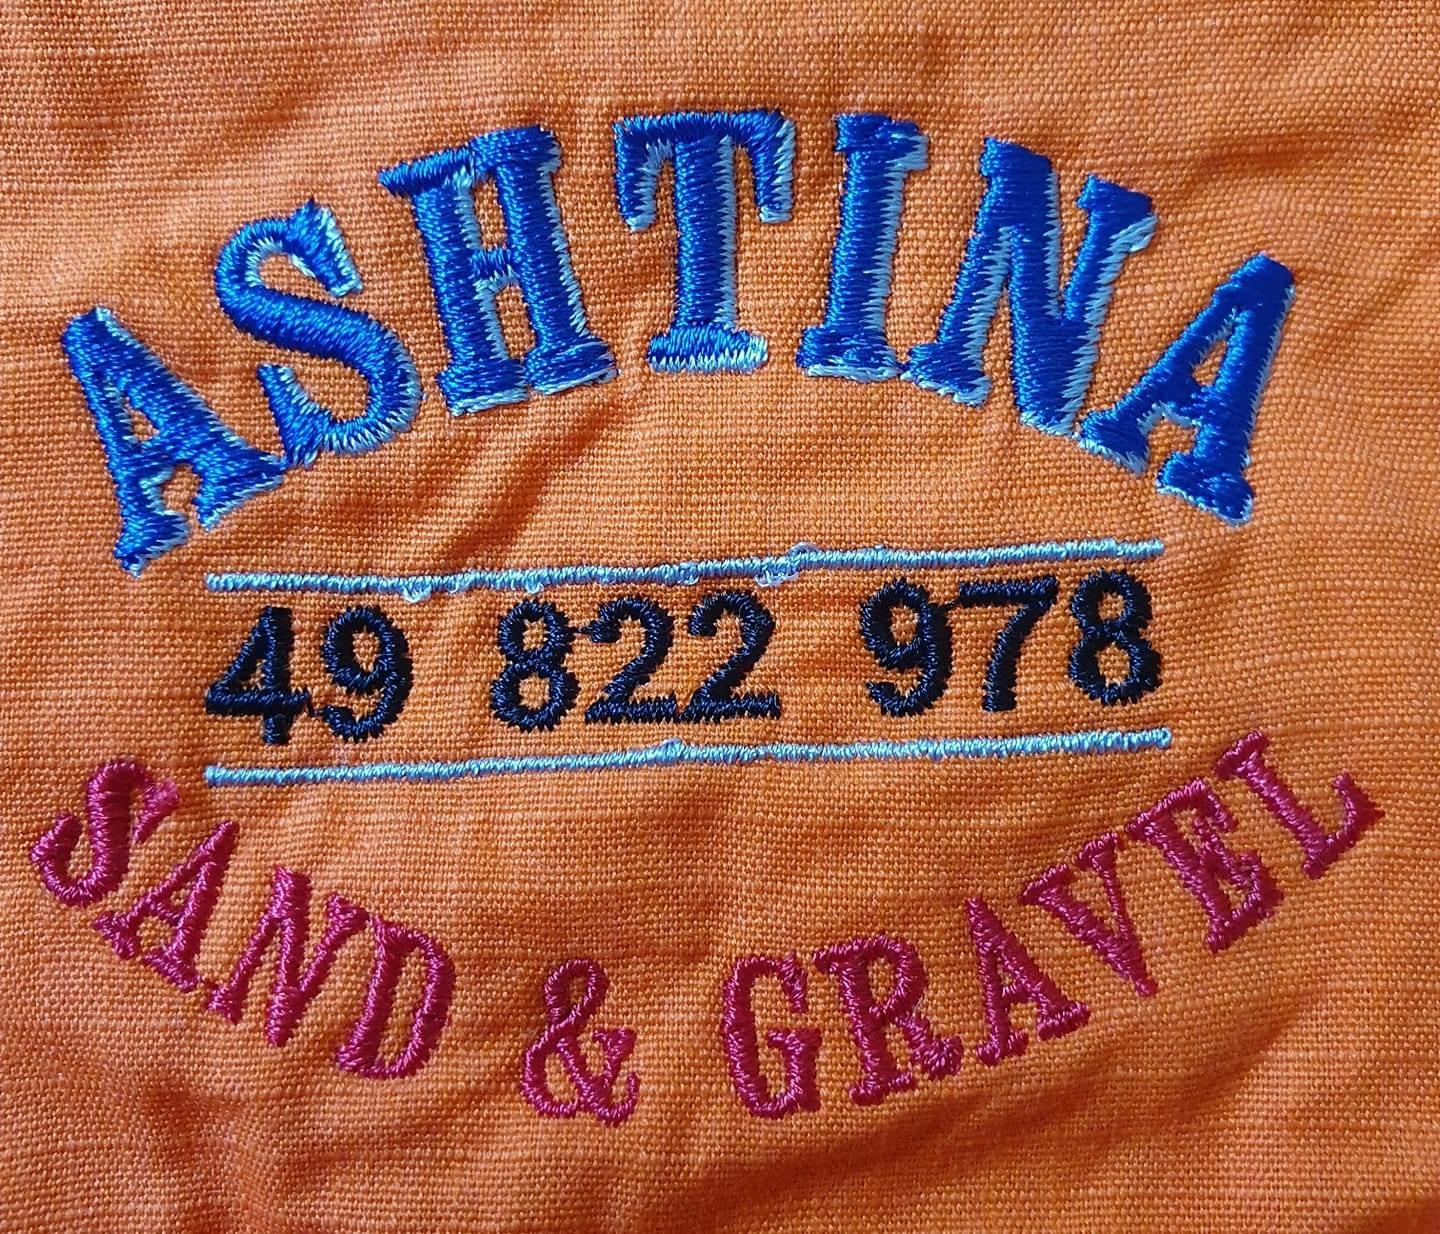 ASHTINA
49 822 978
SAND & GRAVEL